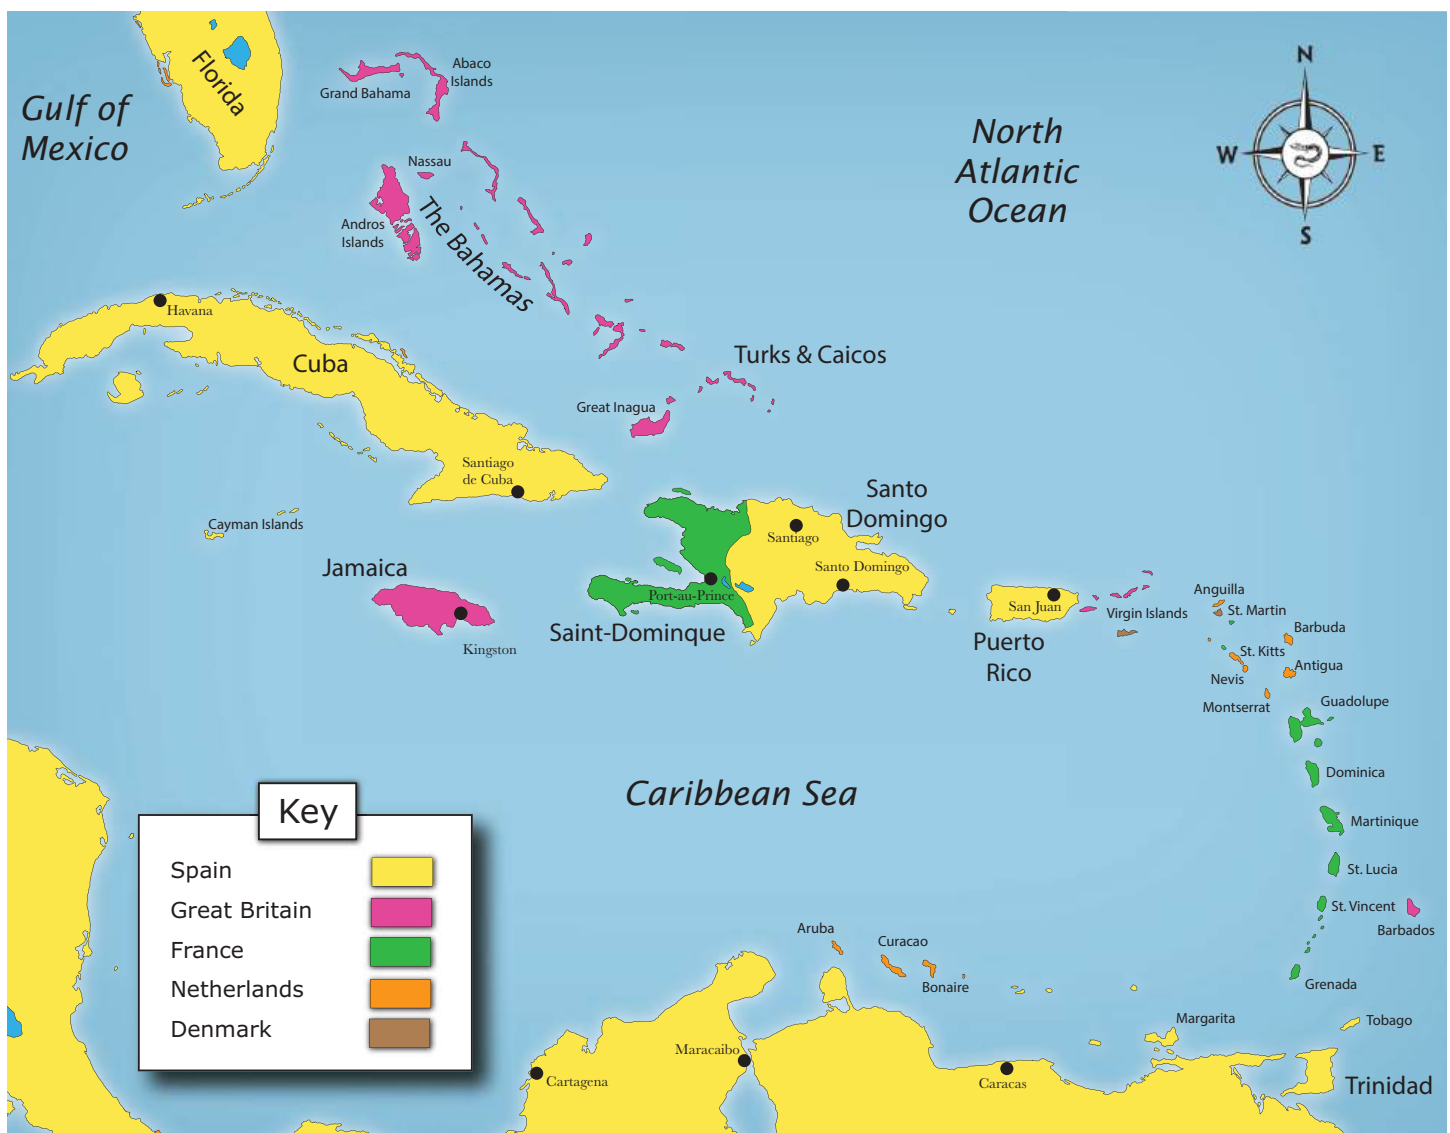 N
W
E
S
Gulf of
Mexico
Florida
Grand Bahama
Abaco
Islands
North
Atlantic
Ocean
Nassau
Andros
Islands
The Bahamas
Havana
Cuba
Turks & Caicos
Great Inagua
Santiago
de Cuba
Cayman Islands
Jamaica
Kingston
Santo
Domingo
Santiago
Santo Domingo
Port-au-Prince
Saint-Dominque
San Juan
Puerto
Rico
Virgin Islands
Anguilla
St. Martin
Barbuda
St. Kitts
Antigua
Nevis
Montserrat
Guadolupe
Dominica
Martinique
St. Lucia
St. Vincent
Barbados
Grenada
Caribbean Sea
Key
Spain
Great Britain
France
Netherlands
Denmark
Aruba
Curacao
Bonaire
Margarita
Tobago
Trinidad
Maracaibo
Cartagena
Caracas